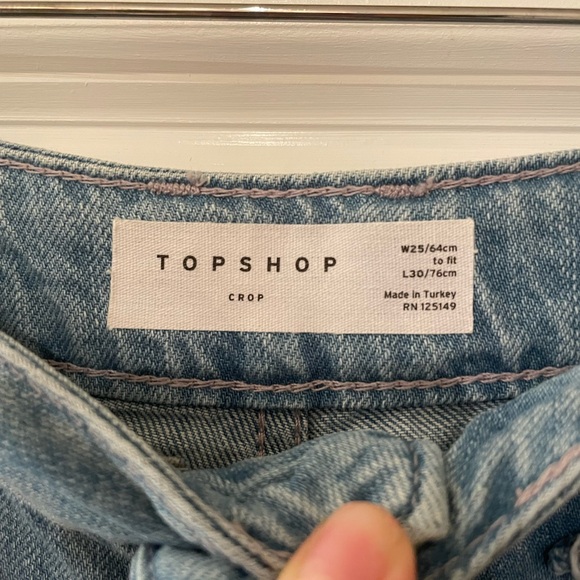 TOPSHOP
CROP
W25/64cm
to fit
L30/76cm
Made in Turkey
RN 125149